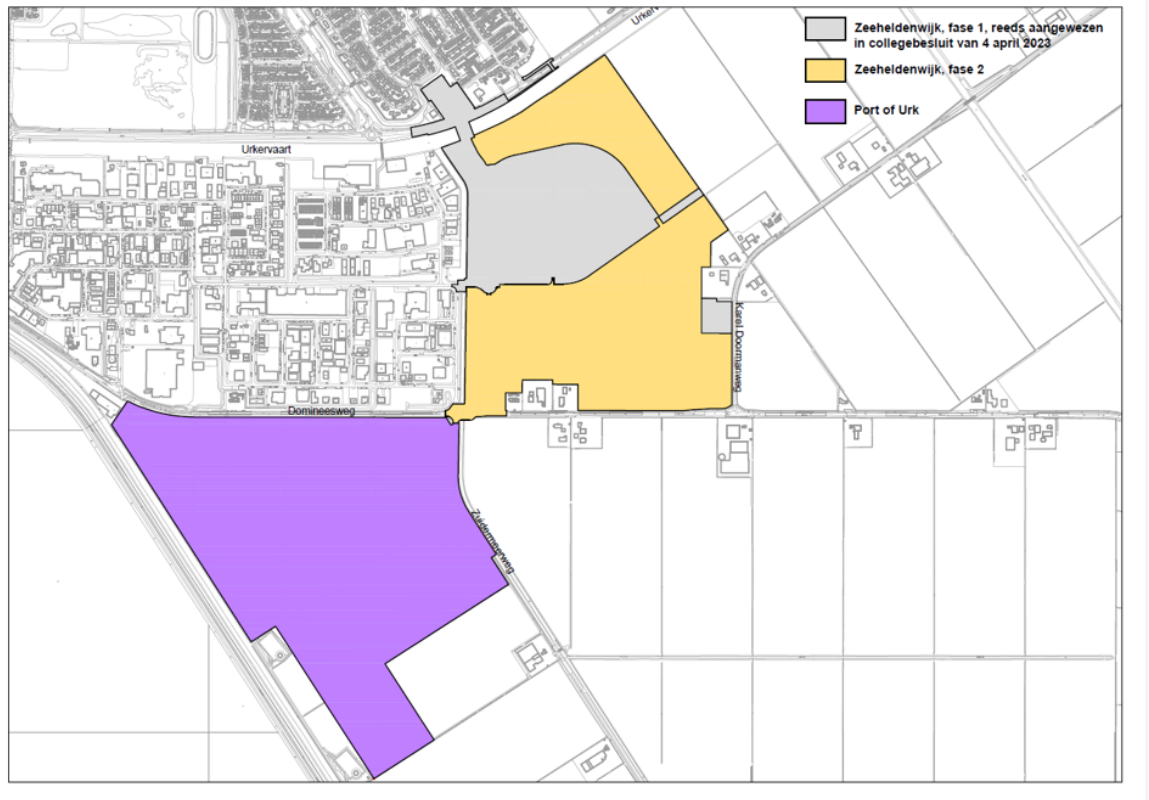 Urkerv
Zeeheldenwijk, fase 1, reeds aangewezen
in collegebesluit van 4 april 2023
Zeeheldenwijk, fase 2
Port of Urk
Urkervaart
Karel Doormanweg
Domineesweg
Zuidermeerweg